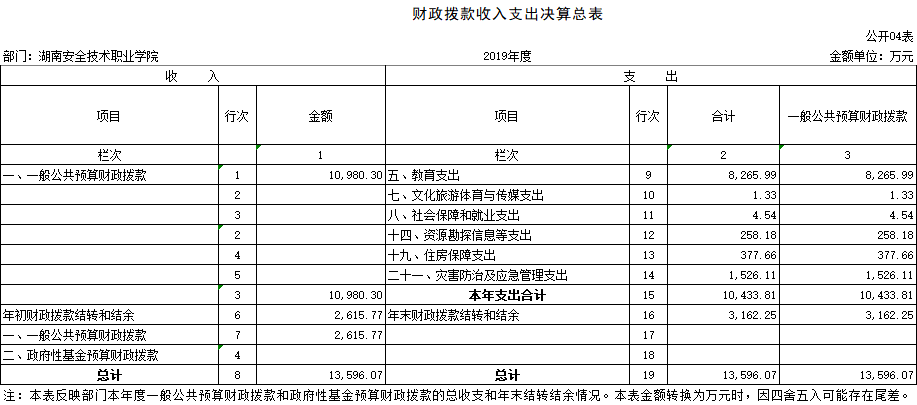 财政拨款收入支出决算总表
公开04表
部门：湖南安全技术职业学院 2019年度 金额单位：万元
收 入 支 出
项目 行次 金额 项目 行次 合计 一般公共预算财政拨款
栏次 1 栏次 2 3
一、一般公共预算财政拨款 1 10,980.30 五、教育支出 9 8,265.99 8,265.99
2 七、文化旅游体育与传媒支出 10 1.33 1.33
3 八、社会保障和就业支出 11 4.54 4.54
2 十四、资源勘探信息等支出 12 258.18 258.18
4 十九、住房保障支出 13 377.66 377.66
5 二十一、灾害防治及应急管理支出 14 1,526.11 1,526.11
3 10,980.30 本年支出合计 15 10,433.81 10,433.81
年初财政拨款结转和结余 6 2,615.77 年末财政拨款结转和结余 16 3,162.25 3,162.25
一、一般公共预算财政拨款 7 2,615.77 17
二、政府性基金预算财政拨款 4 18
总计 8 13,596.07 总计 19 13,596.07 13,596.07
注：本表反映部门本年度一般公共预算财政拨款和政府性基金预算财政拨款的总收支和年末结转结余情况。本表金额转换为万元时，因四舍五入可能存在尾差。